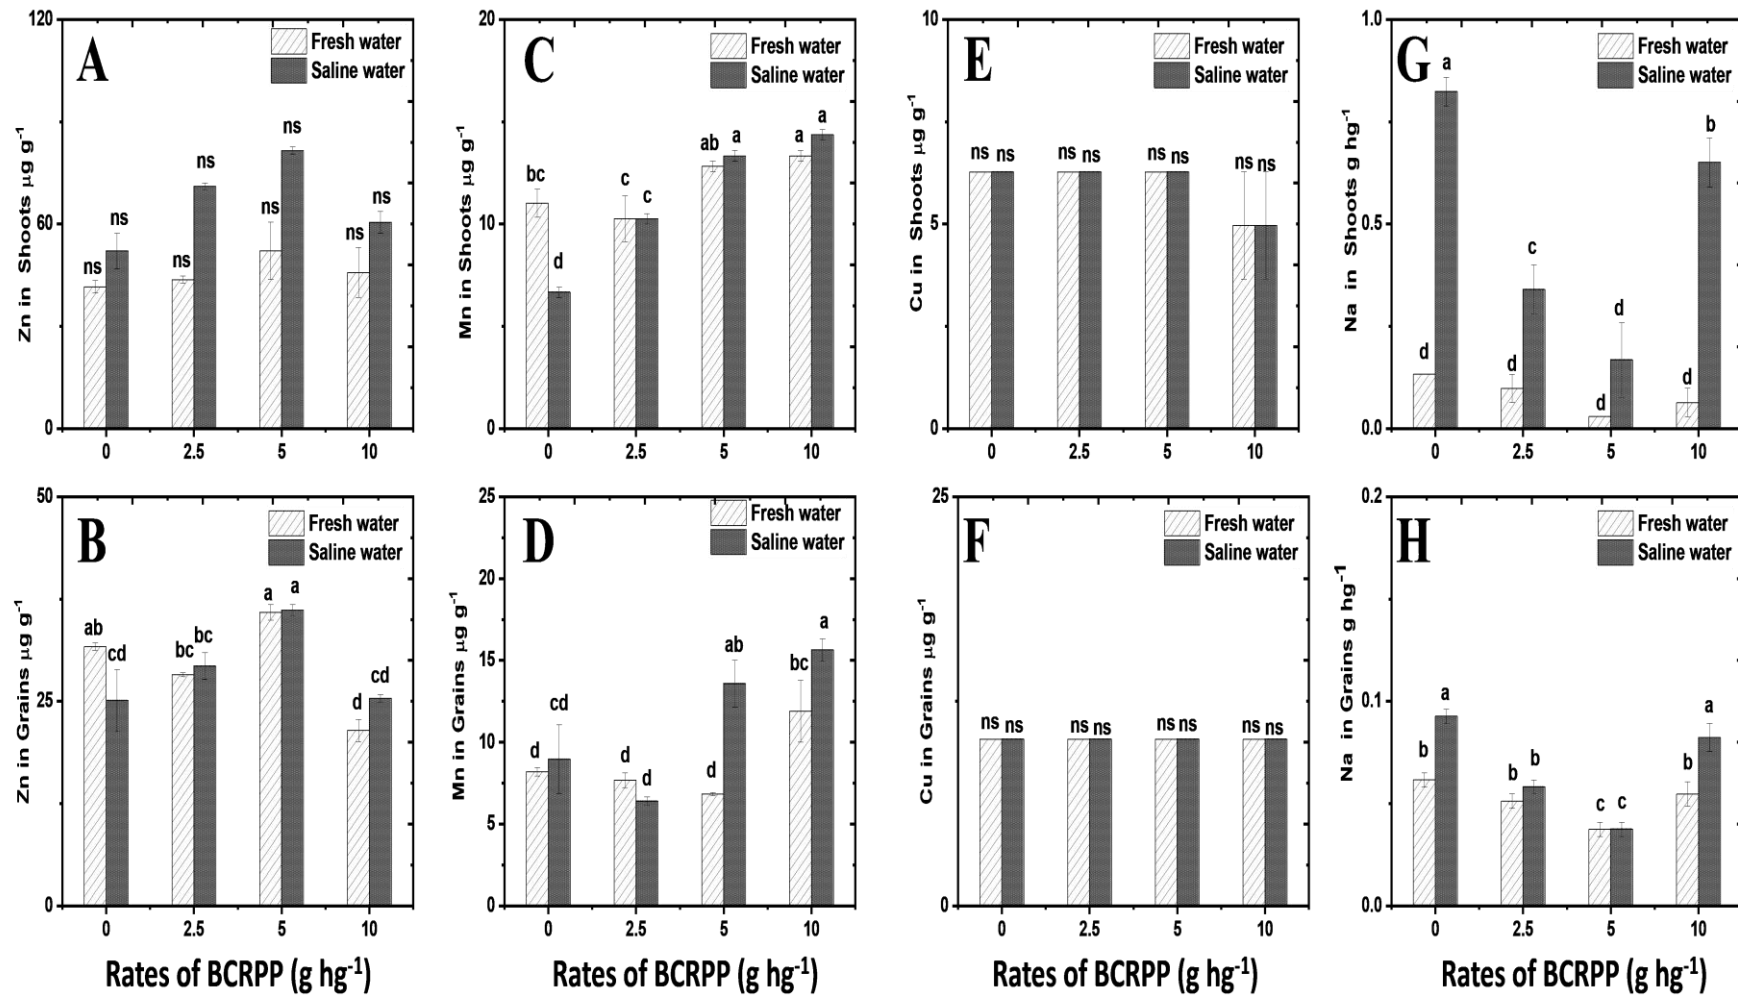 A
Fresh water
Saline water
Zn in Shoots µg g-1
120
60
0
ns
ns
ns
ns
ns
ns
ns
ns
0
2.5
5
10
C
Fresh water
Saline water
Mn in Shoots µg g-1
20
10
0
bc
d
c
c
ab
a
a
a
0
2.5
5
10
E
Fresh water
Saline water
Cu in Shoots µg g-1
10
5
0
ns ns
ns ns
ns ns
ns ns
0
2.5
5
10
G
Fresh water
Saline water
Na in Shoots g hg-1
1.0
0.5
0.0
d
a
d
c
d
d
d
b
0
2.5
5
10
B
Fresh water
Saline water
Zn in Grains µg g-1
50
25
0
ab
cd
bc
bc
a
a
d
cd
0
2.5
5
10
Rates of BCRPP (g hg-1)
D
Fresh water
Saline water
Mn in Grains µg g-1
25
20
15
10
5
0
d
cd
d
d
d
ab
bc
a
0
2.5
5
10
Rates of BCRPP (g hg-1)
F
Fresh water
Saline water
Cu in Grains µg g-1
25
0
ns ns
ns ns
ns ns
ns ns
0
2.5
5
10
Rates of BCRPP (g hg-1)
H
Fresh water
Saline water
Na in Grains g hg-1
0.2
0.1
0.0
b
a
b
b
c
c
b
a
0
2.5
5
10
Rates of BCRPP (g hg-1)